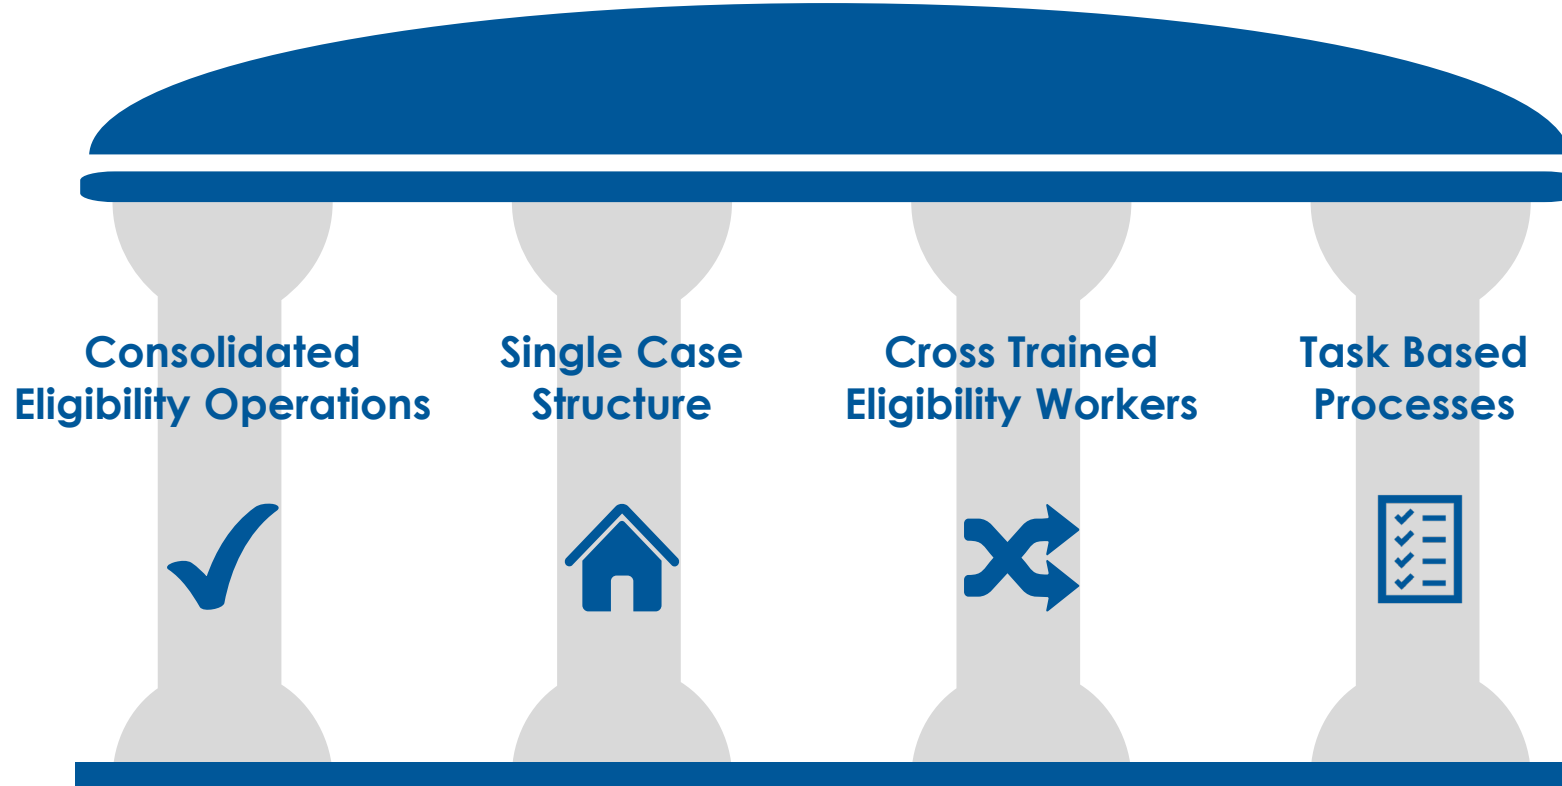 Consolidated
Eligibility Operations
Single Case
Structure
Cross Trained
Eligibility Workers
Task Based
Processes